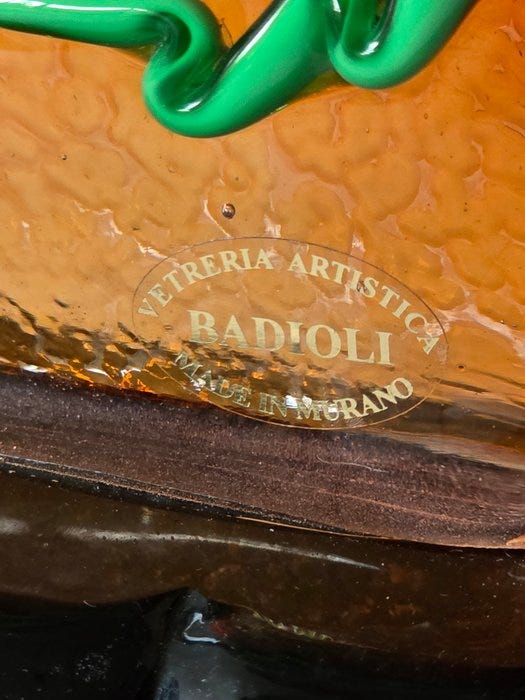 VETRERIA ARTISTICA
BADIOLI
MADE IN MURANO